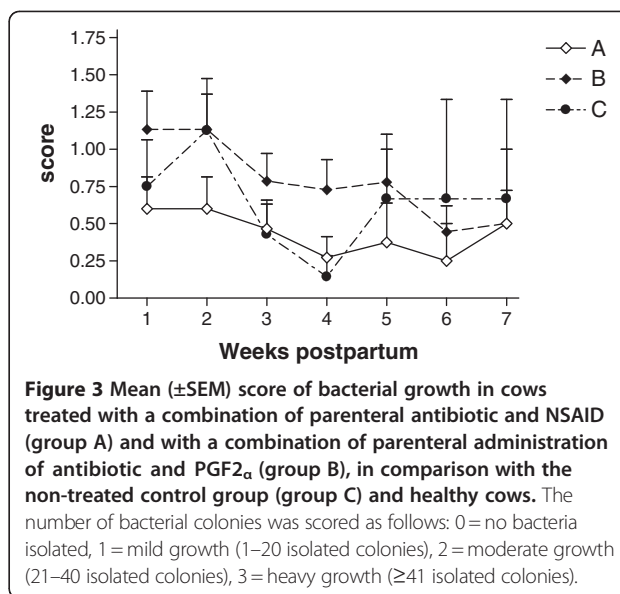 1.75
1.50
1.25
1.00
0.75
0.50
0.25
0.00
score
1 2 3 4 5 6 7
Weeks postpartum
A
B
C
Figure 3 Mean (±SEM) score of bacterial growth in cows
treated with a combination of parenteral antibiotic and NSAID
(group A) and with a combination of parenteral administration
of antibiotic and PGF2α (group B), in comparison with the
non-treated control group (group C) and healthy cows. The
number of bacterial colonies was scored as follows: 0 = no bacteria
isolated, 1 = mild growth (1–20 isolated colonies), 2 = moderate growth
(21–40 isolated colonies), 3 = heavy growth (≥41 isolated colonies).